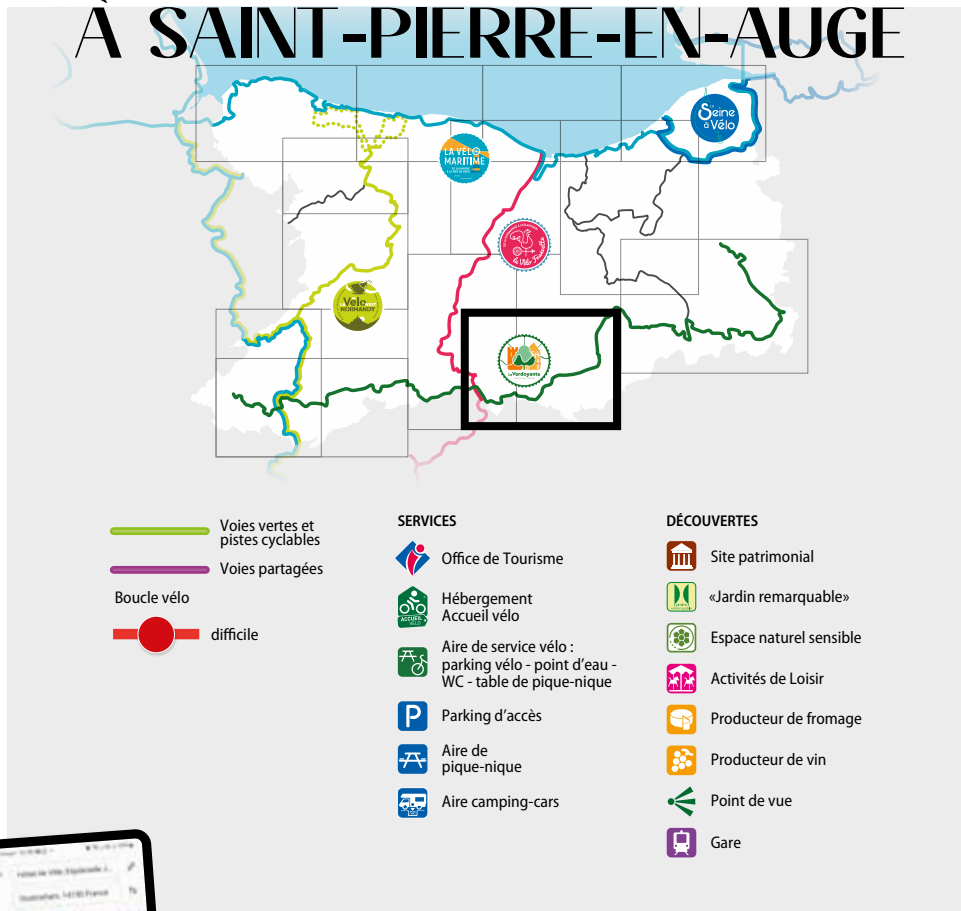 À SAINT-PIERRE-EN-AUGE
La
Seine
à Vélo
LA VÉLO
MARITIME
la Vélo Francette
Vélo WEST
NORMANDY
la Verdoyante
Voies vertes et
pistes cyclables
Voies partagées
Boucle vélo
difficile
SERVICES
Office de Tourisme
ACCUEIL
VÉLO
Hébergement
Accueil vélo
Aire de service vélo :
parking vélo - point d'eau -
WC - table de pique-nique
P
Parking d'accès
Aire de
pique-nique
Aire camping-cars
DÉCOUVERTES
Site patrimonial
«Jardin remarquable»
Espace naturel sensible
Activités de Loisir
Producteur de fromage
Producteur de vin
Point de vue
Gare